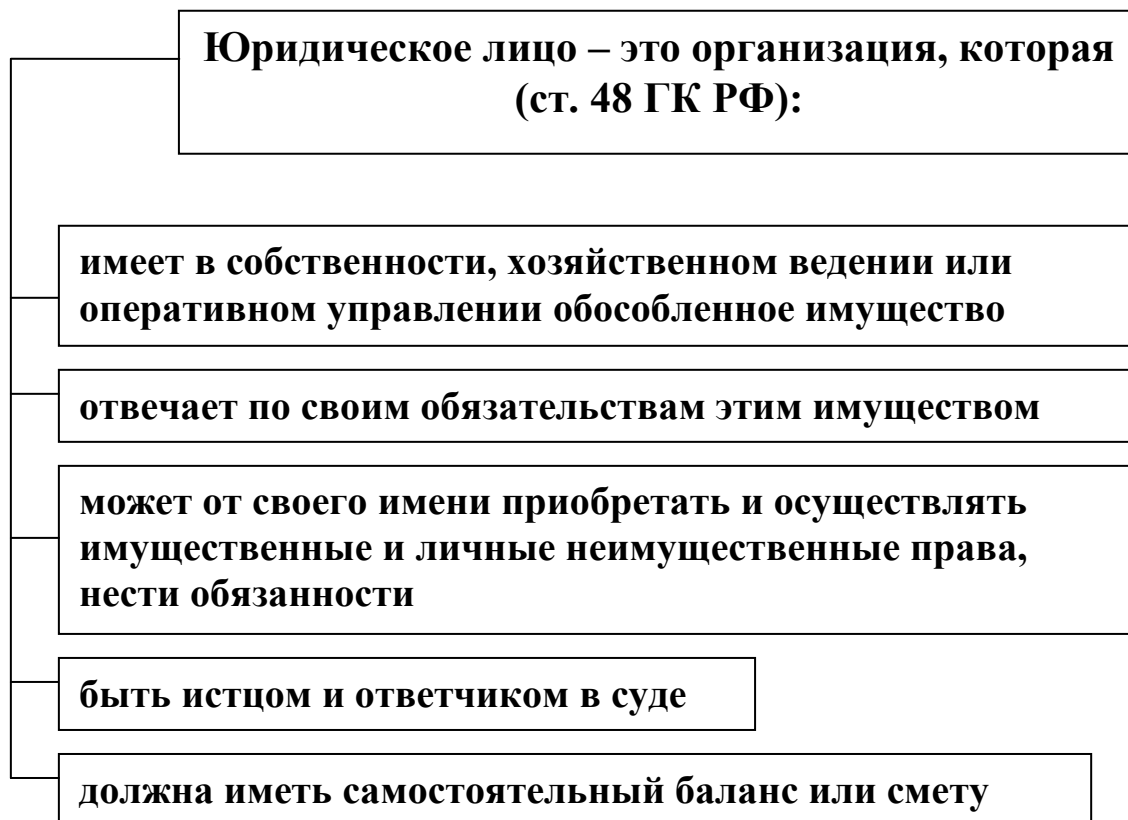 Юридическое лицо – это организация, которая
(ст. 48 ГК РФ):
имеет в собственности, хозяйственном ведении или
оперативном управлении обособленное имущество
отвечает по своим обязательствам этим имуществом
может от своего имени приобретать и осуществлять
имущественные и личные неимущественные права,
нести обязанности
быть истцом и ответчиком в суде
должна иметь самостоятельный баланс или смету